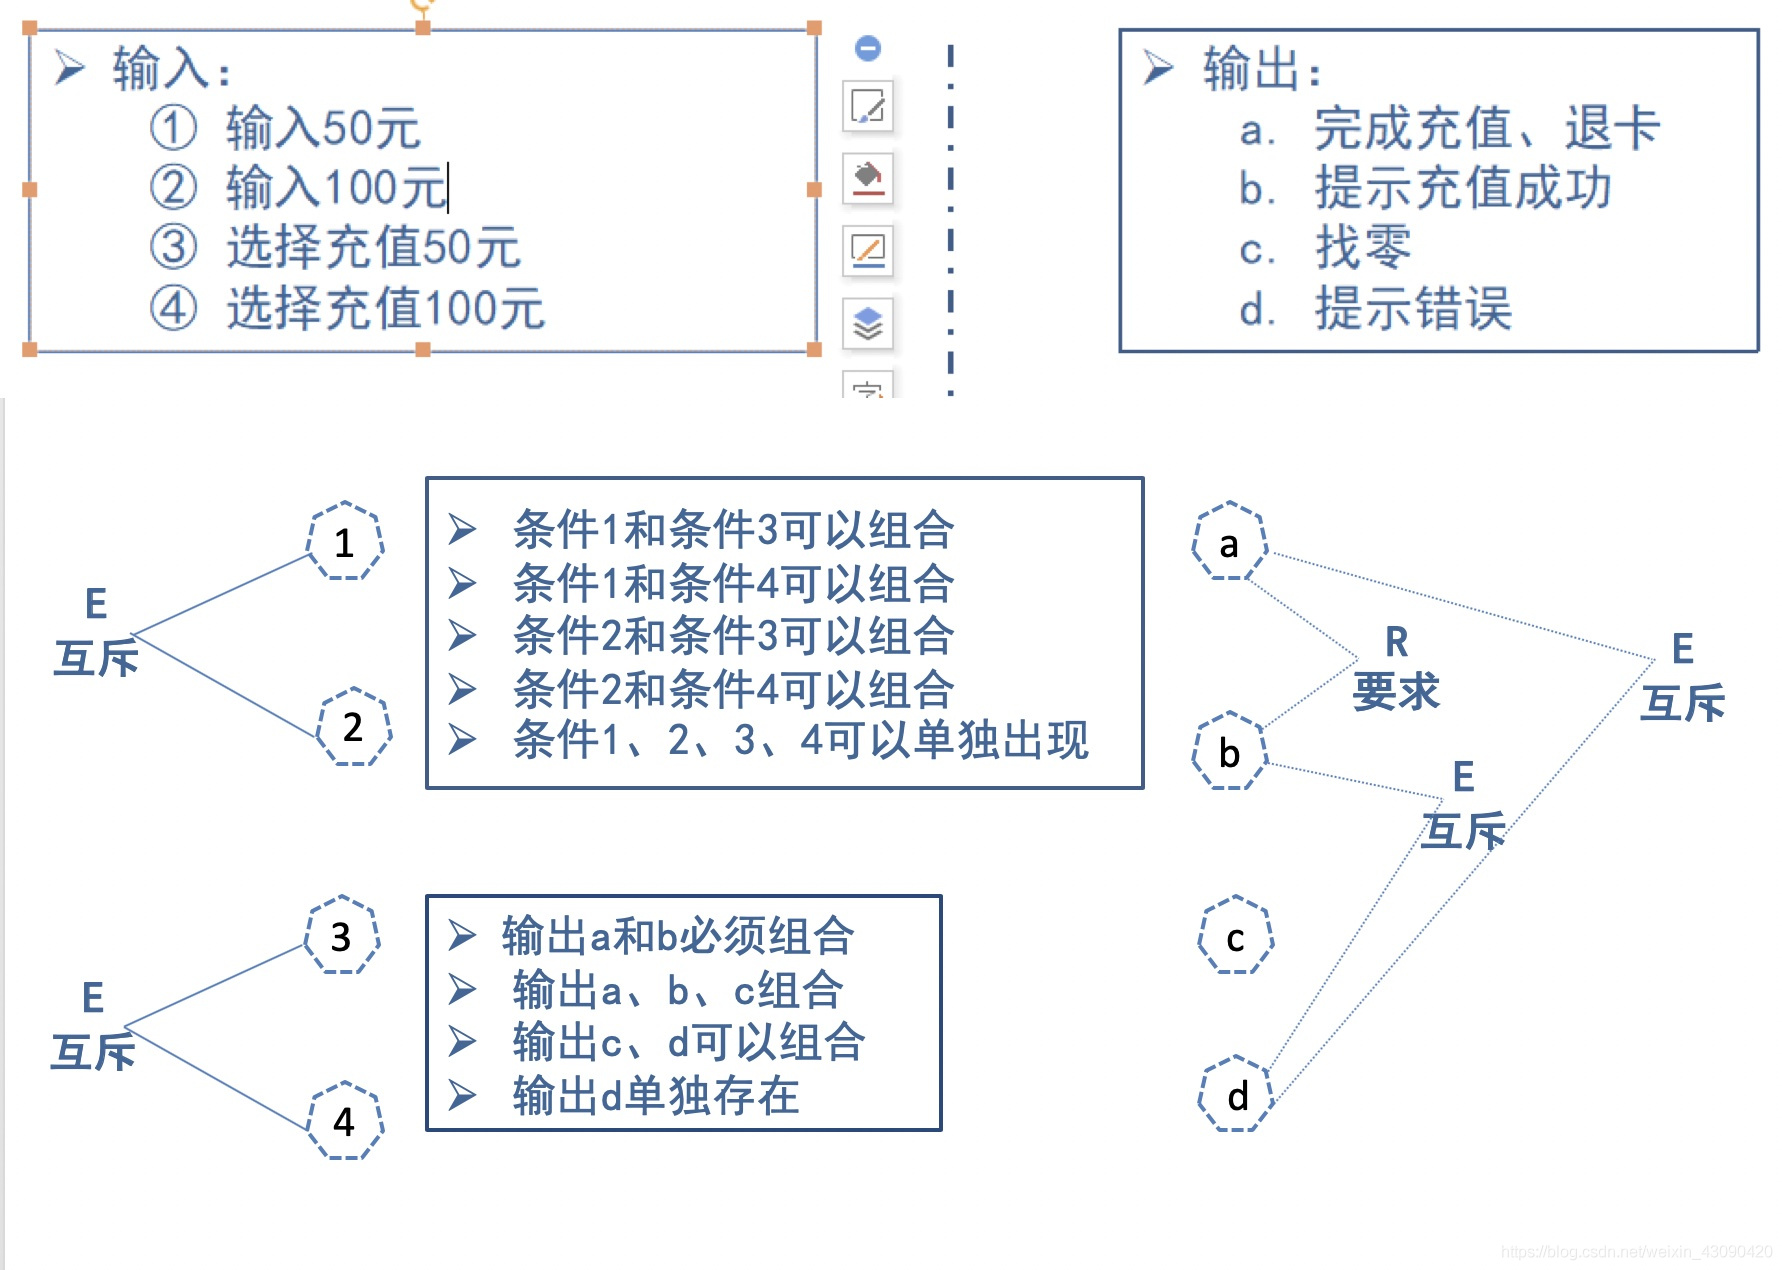 输入：
① 输入50元
② 输入100元
③ 选择充值50元
④ 选择充值100元
输出：
a. 完成充值、退卡
b. 提示充值成功
c. 找零
d. 提示错误
1
E
互斥
2
条件1和条件3可以组合
条件1和条件4可以组合
条件2和条件3可以组合
条件2和条件4可以组合
条件1、2、3、4可以单独出现
a
R
要求
E
互斥
b
E
互斥
3
E
互斥
4
输出a和b必须组合
输出a、b、c组合
输出c、d可以组合
输出d单独存在
c
d
https://blog.csdn.net/weixin_43090420